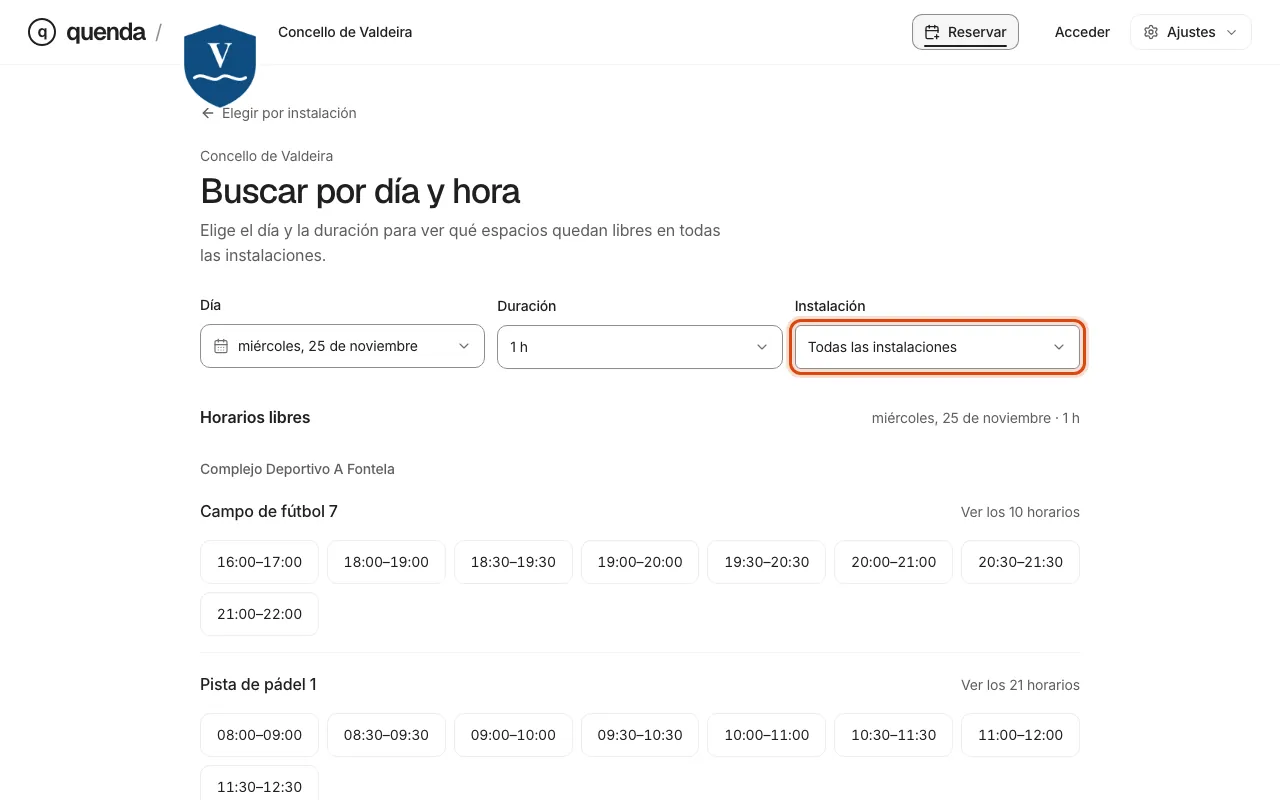 q quenda / V Concello de Valdeira Reservar Acceder Ajustes
← Elegir por instalación
Concello de Valdeira
Buscar por día y hora
Elige el día y la duración para ver qué espacios quedan libres en todas
las instalaciones.
Día Duración Instalación
miércoles, 25 de noviembre 1 h Todas las instalaciones
Horarios libres miércoles, 25 de noviembre · 1 h
Complejo Deportivo A Fontela
Campo de fútbol 7 Ver los 10 horarios
16:00–17:00 18:00–19:00 18:30–19:30 19:00–20:00 19:30–20:30 20:00–21:00 20:30–21:30
21:00–22:00
Pista de pádel 1 Ver los 21 horarios
08:00–09:00 08:30–09:30 09:00–10:00 09:30–10:30 10:00–11:00 10:30–11:30 11:00–12:00
11:30–12:30